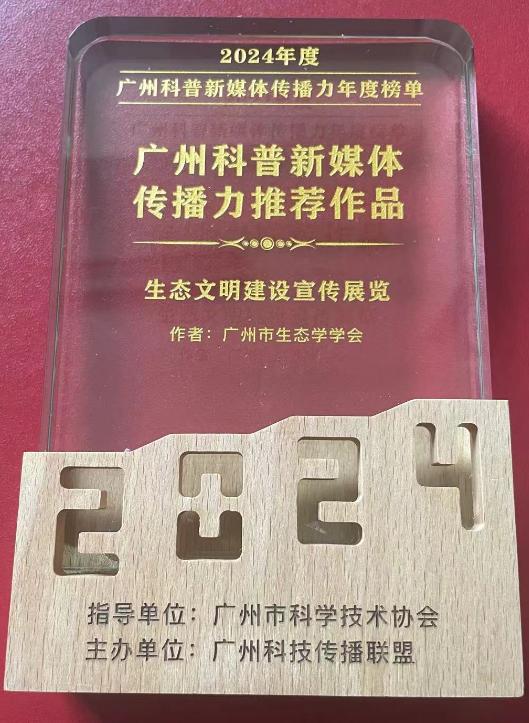 2024年度
广州科普新媒体传播力年度榜单
广州科普新媒体
传播力推荐作品
生态文明建设宣传展览
作者：广州市生态学学会
2024
指导单位：广州市科学技术协会
主办单位：广州科技传播联盟